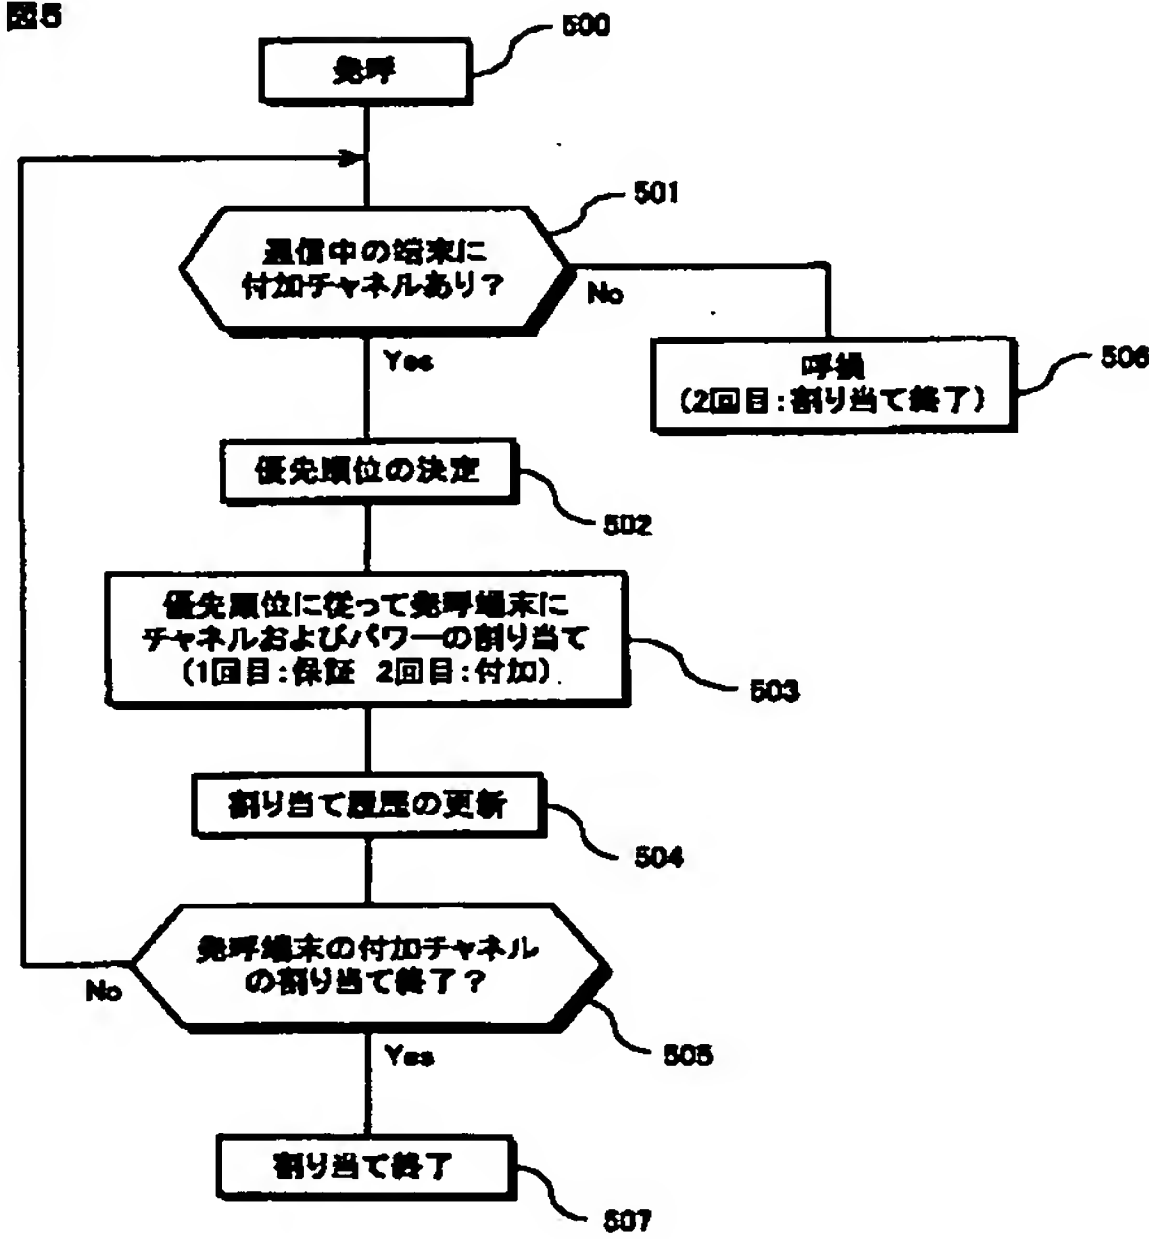 図5
500
発呼
501
通信中の端末に
付加チャネルあり?
No
Yes
呼損
(2回目:割り当て終了)
506
優先順位の決定
502
優先順位に従って発呼端末に
チャネルおよびパワーの割り当て
(1回目:保証 2回目:付加)
503
割り当て履歴の更新
504
発呼端末の付加チャネル
の割り当て終了?
No
505
Yes
割り当て終了
507